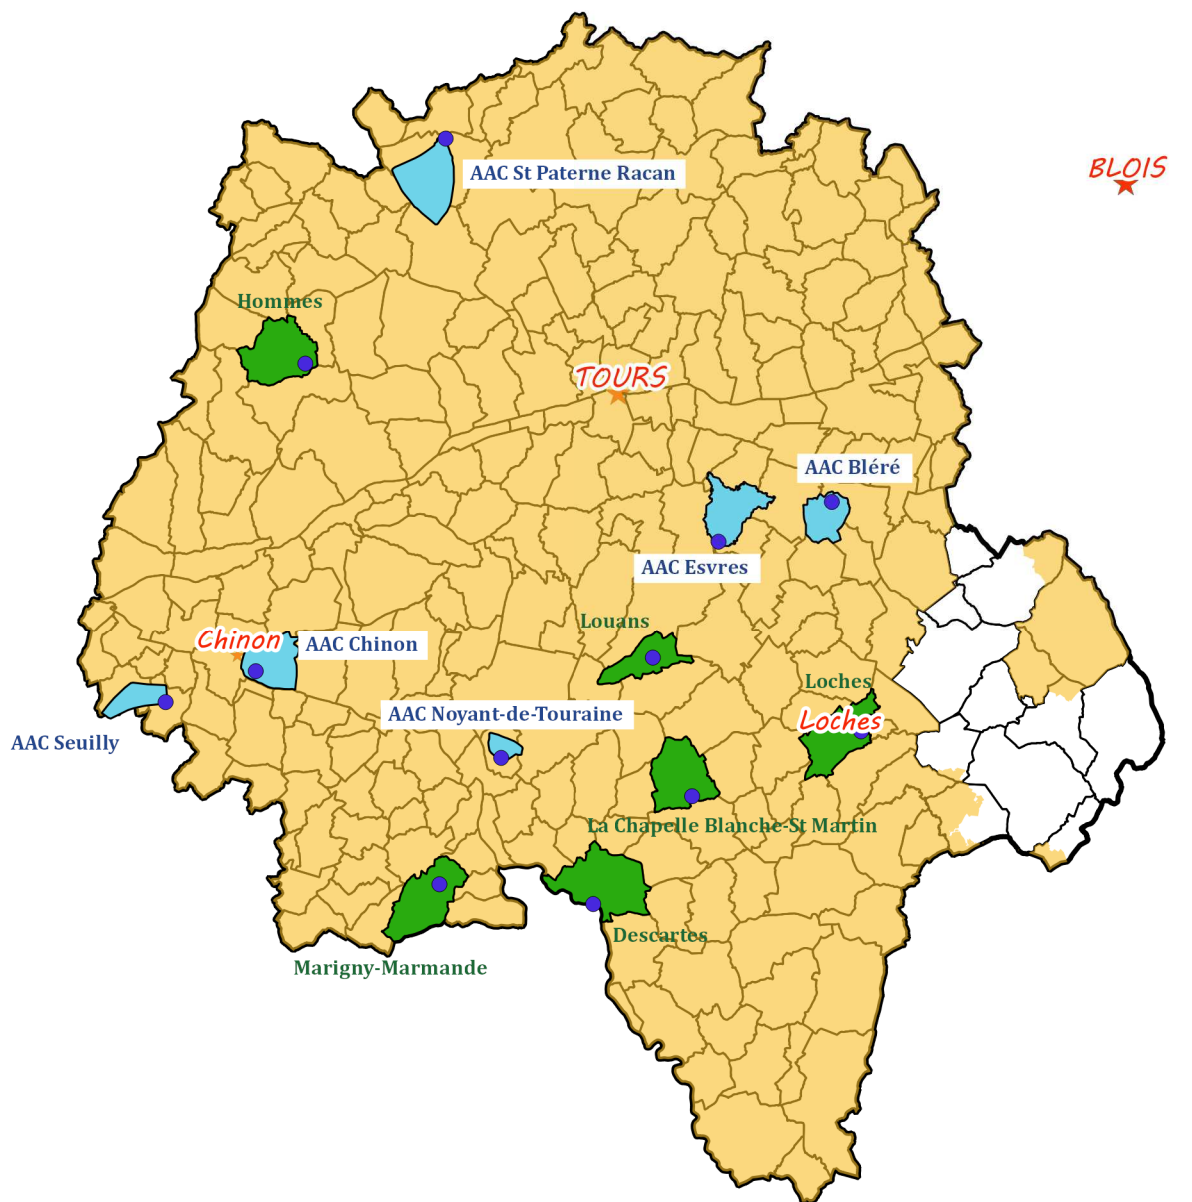 BLOIS
AAC St Paterne Racan
Hommes
TOURS
AAC Bléré
AAC Esvres
Louans
Chinon
AAC Chinon
Loches
AAC Noyant-de-Touraine
Loches
AAC Seuilly
La Chapelle Blanche-St Martin
Descartes
Marigny-Marmande